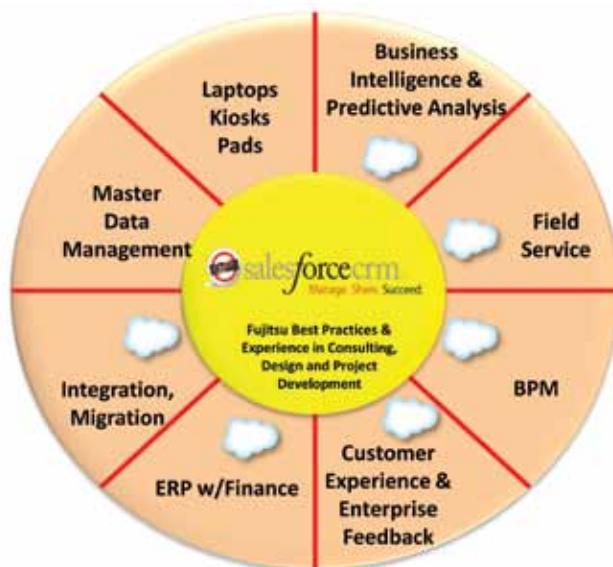 Business
Intelligence &
Predictive Analysis
Laptops
Kiosks
Pads
Master
Data
Management
Field
Service
salesforcecrm
Manage. Share. Succeed.
Fujitsu Best Practices &
Experience in Consulting,
Design and Project
Development
Integration,
Migration
BPM
ERP w/Finance
Customer
Experience &
Enterprise
Feedback